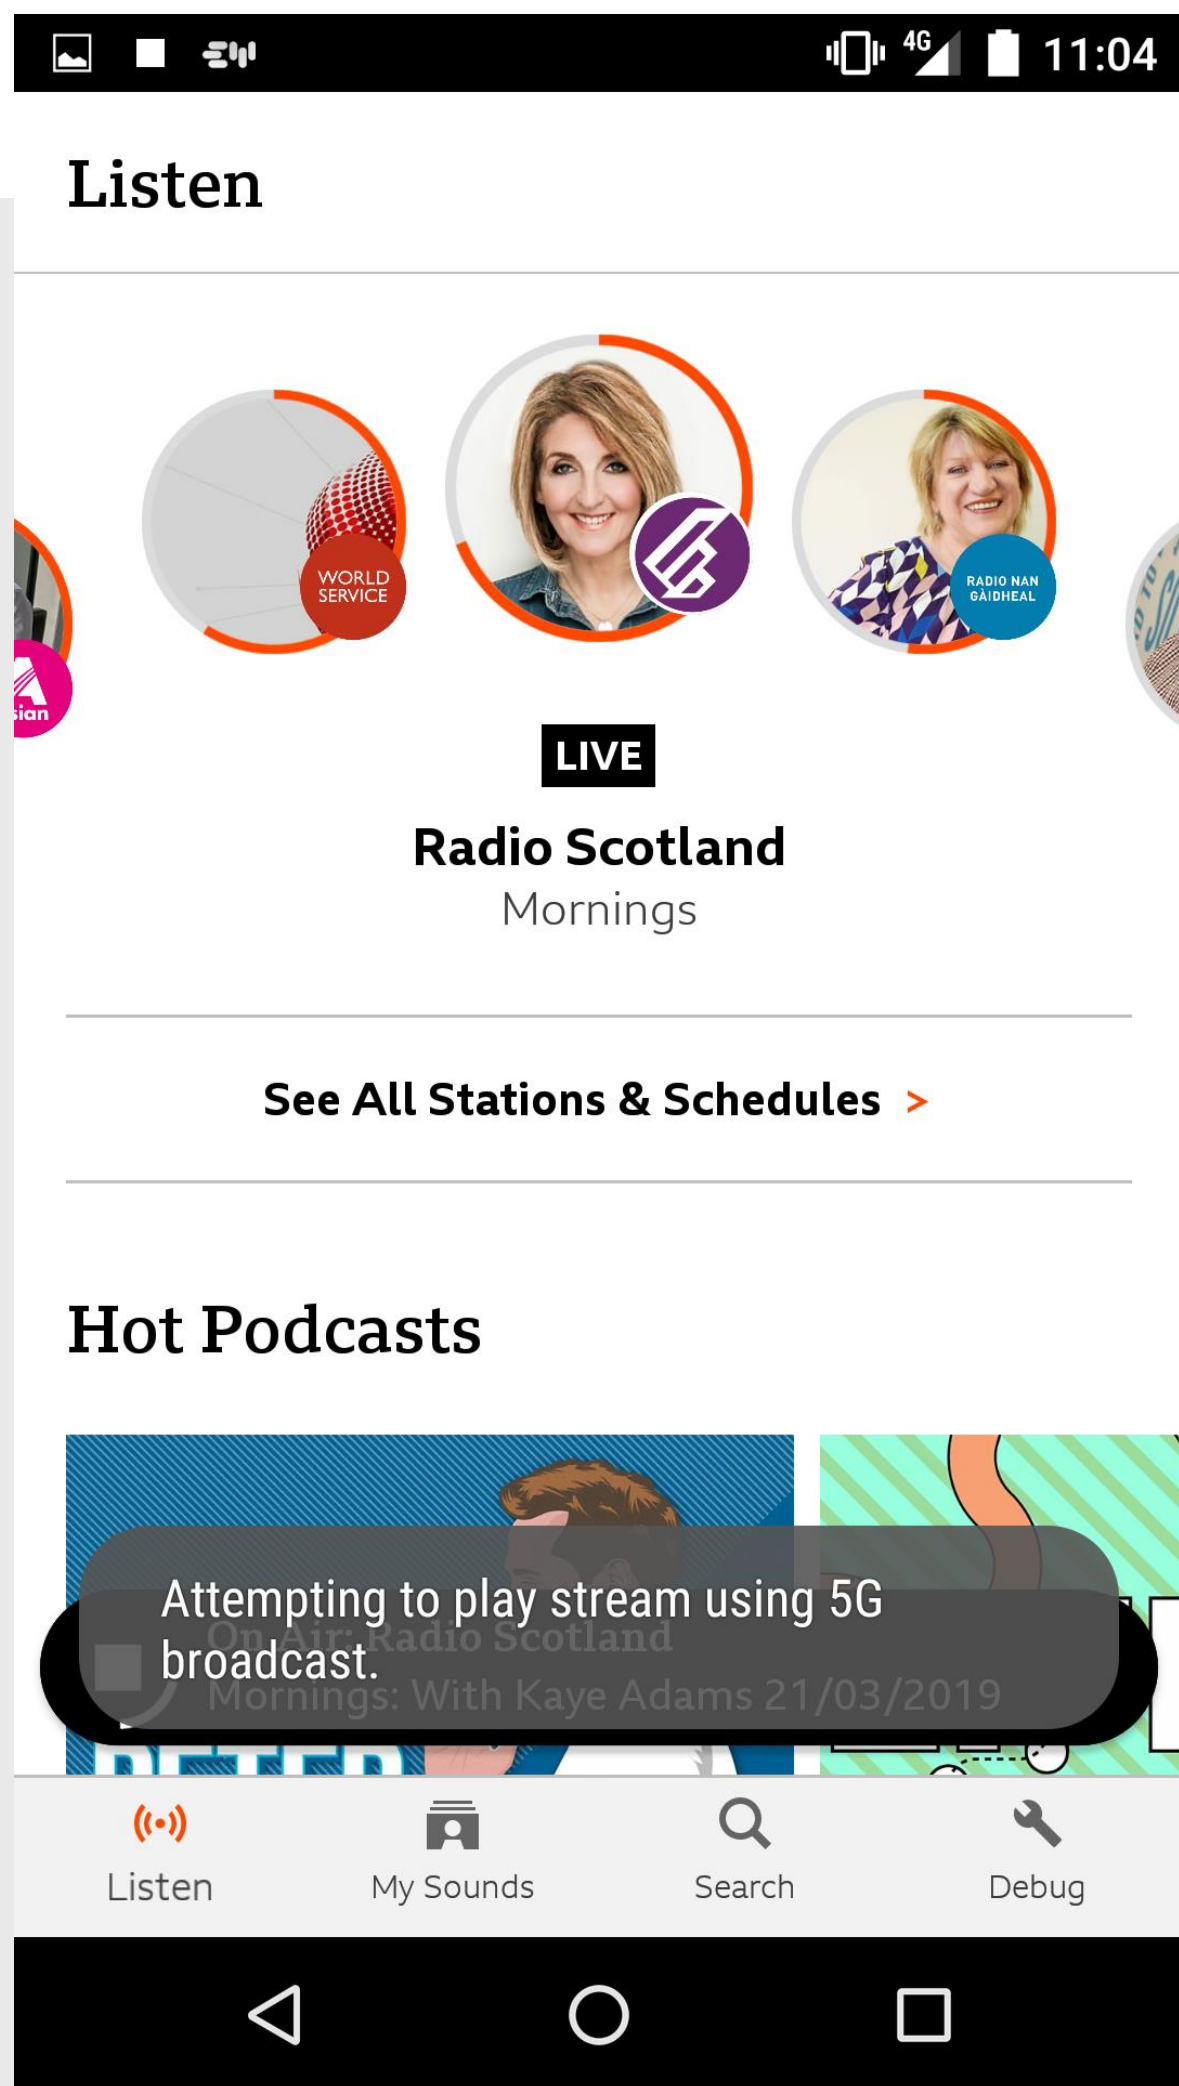 4G 11:04
Listen
WORLD
SERVICE
RADIO NAN
GÀIDHEAL
sian
LIVE
Radio Scotland
Mornings
See All Stations & Schedules >
Hot Podcasts
Attempting to play stream using 5G
broadcast.
On Air: Radio Scotland
Mornings: With Kaye Adams 21/03/2019
Listen
My Sounds
Search
Debug